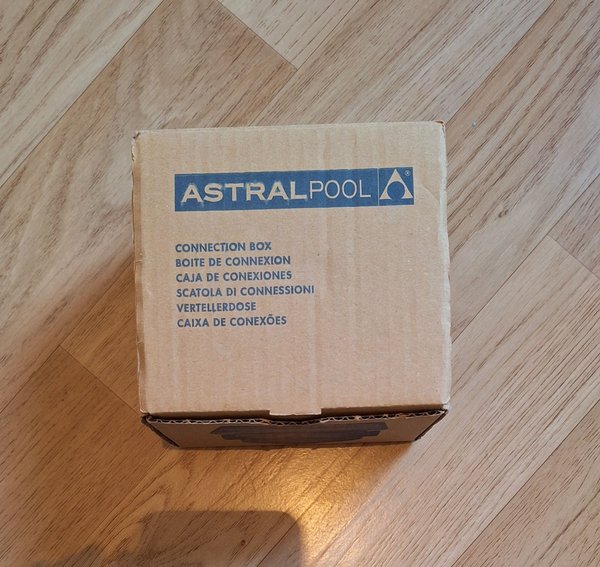 ASTRALPOOL ®
CONNECTION BOX
BOITE DE CONNEXION
CAJA DE CONEXIONES
SCATOLA DI CONNESSIONI
VERTELLERDOSE
CAIXA DE CONEXÕES